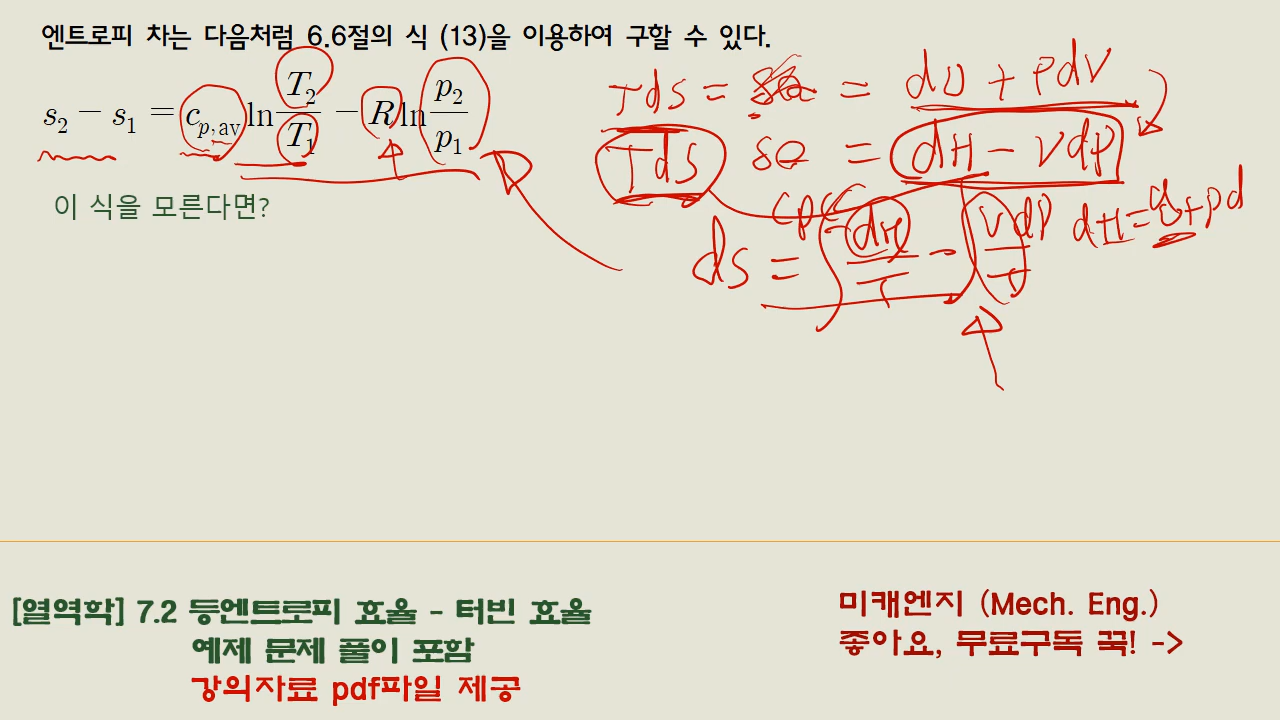 엔트로피 차는 다음처럼 6.6절의 식 (13)을 이용하여 구할 수 있다.
s₂ − s₁ = c_{p,av} ln T₂/T₁ − R ln p₂/p₁
이 식을 모른다면?
Tds = = dU + pdV
Tds δQ = dH − Vdp
ds = dH/T − Vdp/T
[열역학] 7.2 등엔트로피 효율 - 터빈 효율
예제 문제 풀이 포함
강의자료 pdf파일 제공
미캐엔지 (Mech. Eng.)
좋아요, 무료구독 꾹! ->